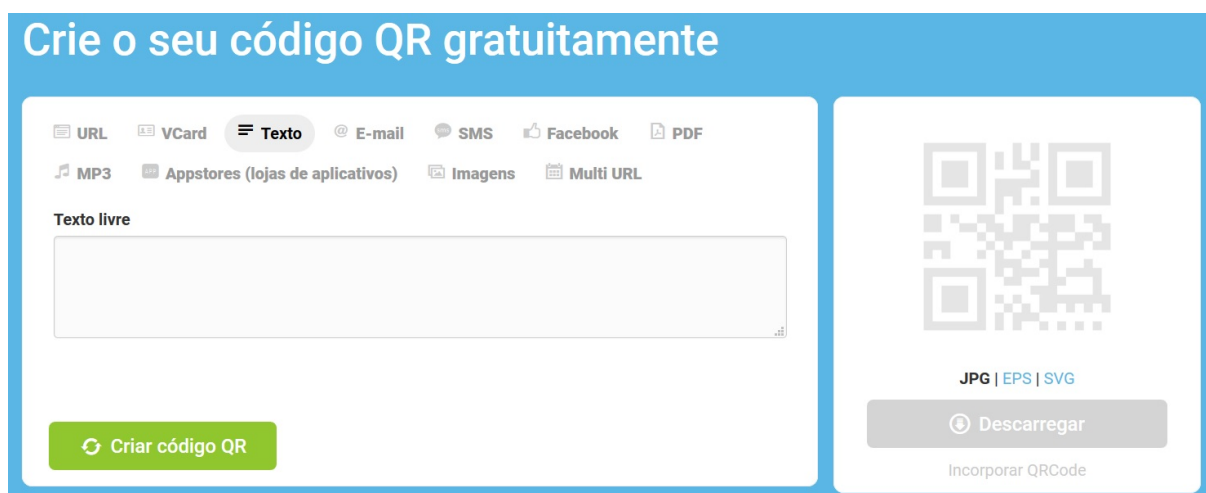 Crie o seu código QR gratuitamente
URL VCard Texto E-mail SMS Facebook PDF
MP3 Appstores (lojas de aplicativos) Imagens Multi URL
Texto livre
Criar código QR
JPG | EPS | SVG
Descarregar
Incorporar QRCode